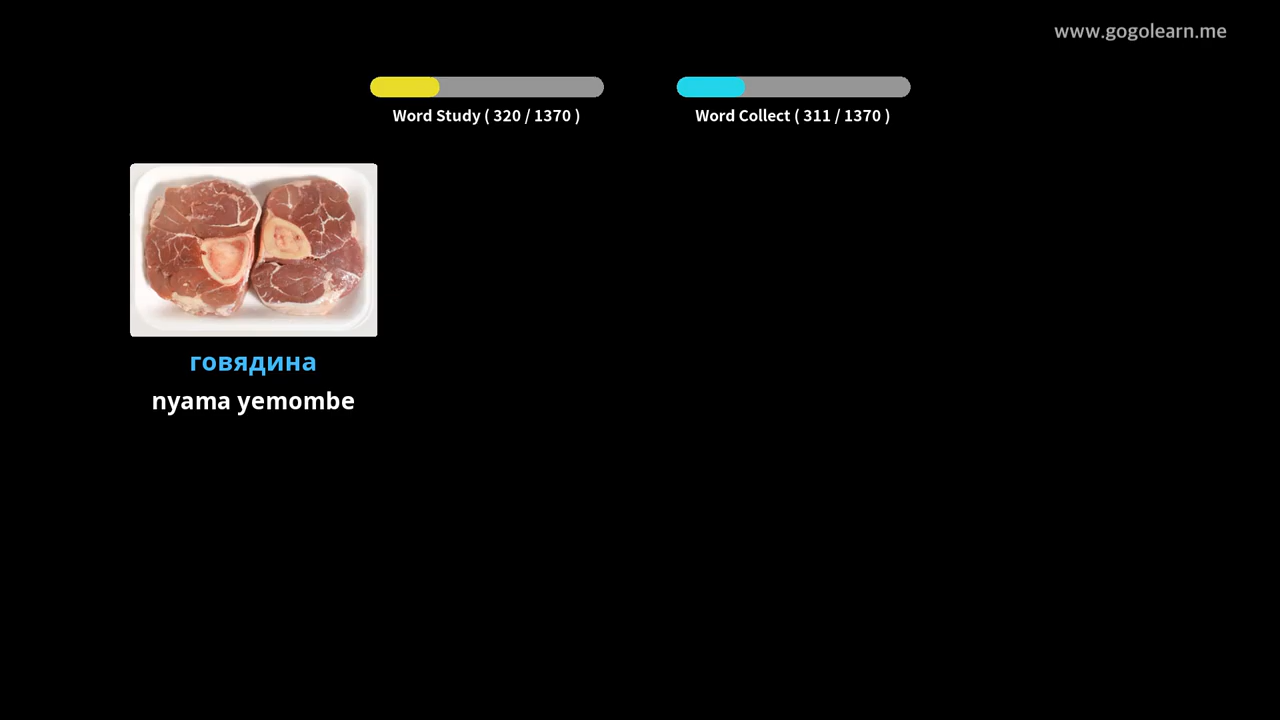 www.gogolearn.me
Word Study ( 320 / 1370 )
Word Collect ( 311 / 1370 )
говядина
nyama yemombe